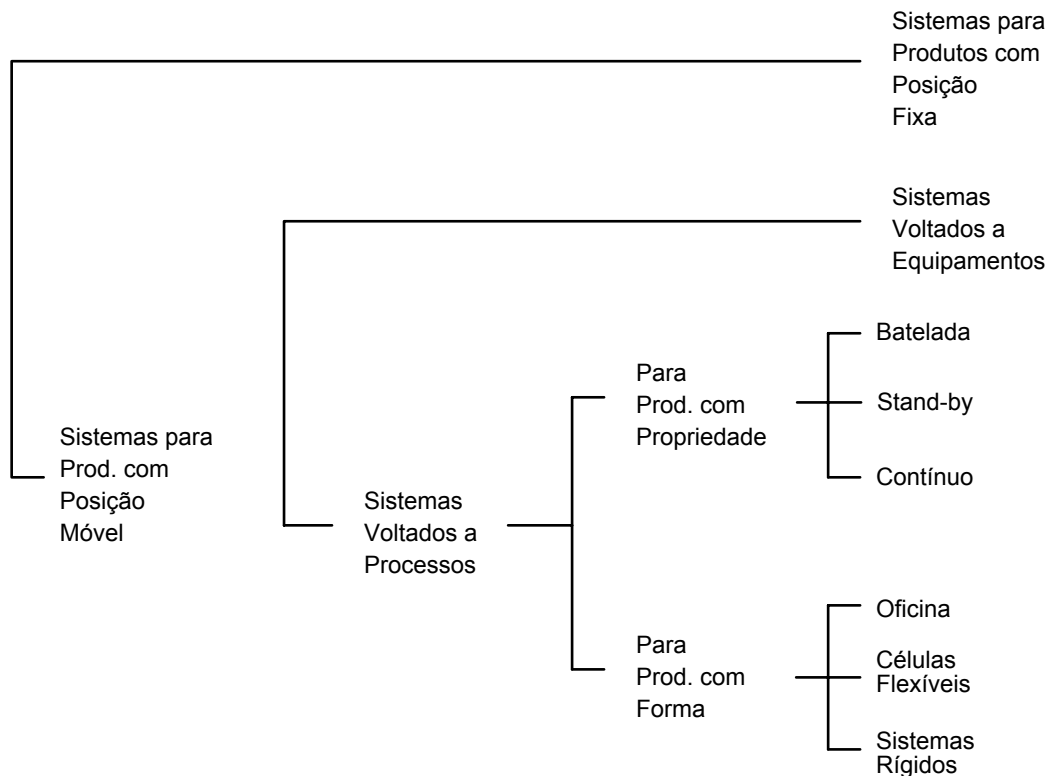 Sistemas para
Produtos com
Posição
Fixa
Sistemas
Voltados a
Equipamentos
Batelada
Para
Prod. com
Propriedade
Stand-by
Sistemas para
Prod. com
Posição
Móvel
Contínuo
Sistemas
Voltados a
Processos
Oficina
Para
Prod. com
Forma
Células
Flexíveis
Sistemas
Rígidos